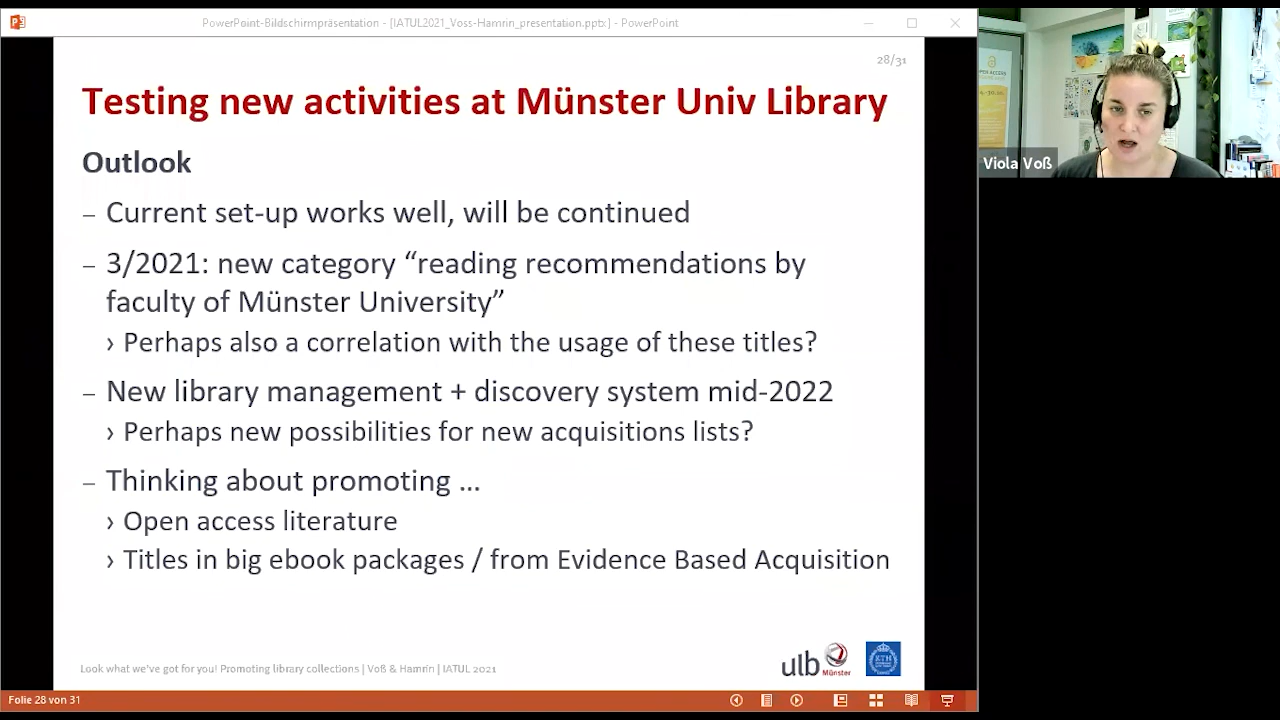 PowerPoint-Bildschirmpräsentation - [IATUL2021_Voss-Hamrin_presentation.pptx] - PowerPoint
28/31
Testing new activities at Münster Univ Library
Outlook
– Current set-up works well, will be continued
– 3/2021: new category “reading recommendations by
faculty of Münster University”
› Perhaps also a correlation with the usage of these titles?
– New library management + discovery system mid-2022
› Perhaps new possibilities for new acquisitions lists?
– Thinking about promoting ...
› Open access literature
› Titles in big ebook packages / from Evidence Based Acquisition
Look what we’ve got for you! Promoting library collections | Voß & Hamrin | IATUL 2021
ulb Münster
KTH
Folie 28 von 31
OPEN ACCESS
Viola Voß